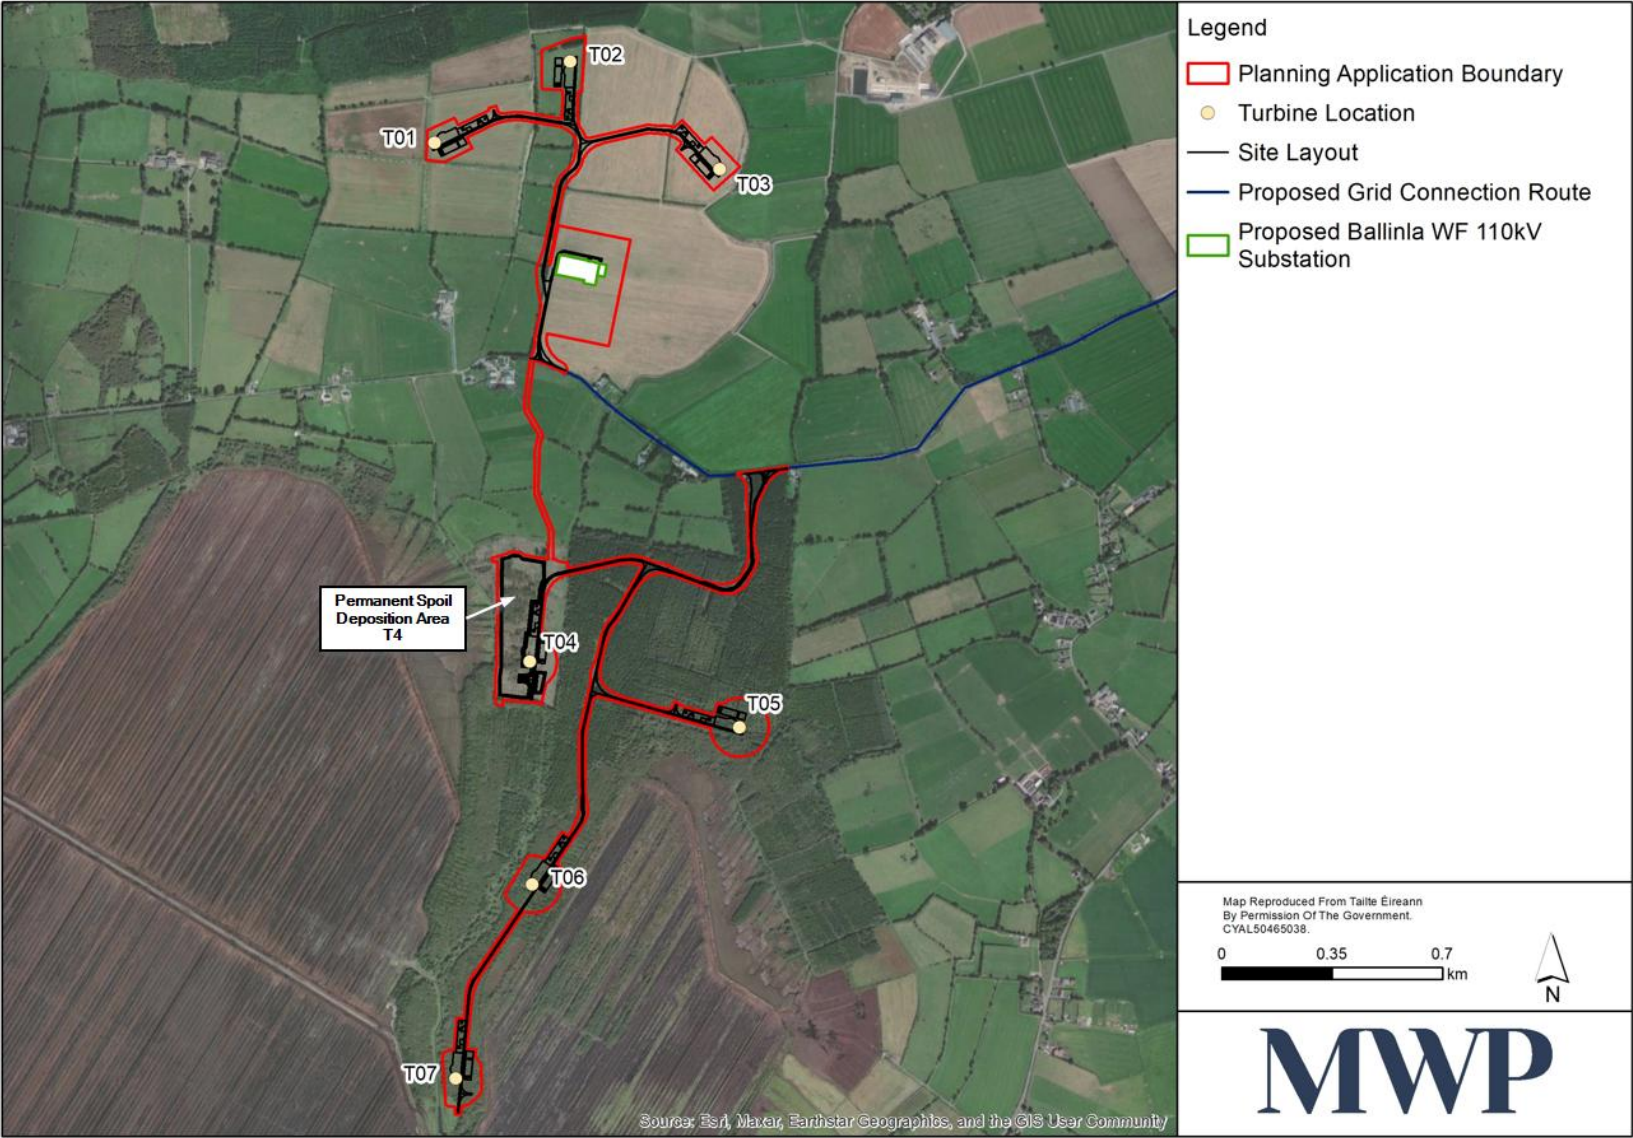 T02
T01
T03
Permanent Spoil
Deposition Area
T4
T04
T05
T06
T07
Source: Esri, Maxar, Earthstar Geographics, and the GIS User Community
Legend
Planning Application Boundary
Turbine Location
Site Layout
Proposed Grid Connection Route
Proposed Ballinla WF 110kV
Substation
Map Reproduced From Tailte Éireann
By Permission Of The Government.
CYAL50465038.
0 0.35 0.7
km
N
MWP